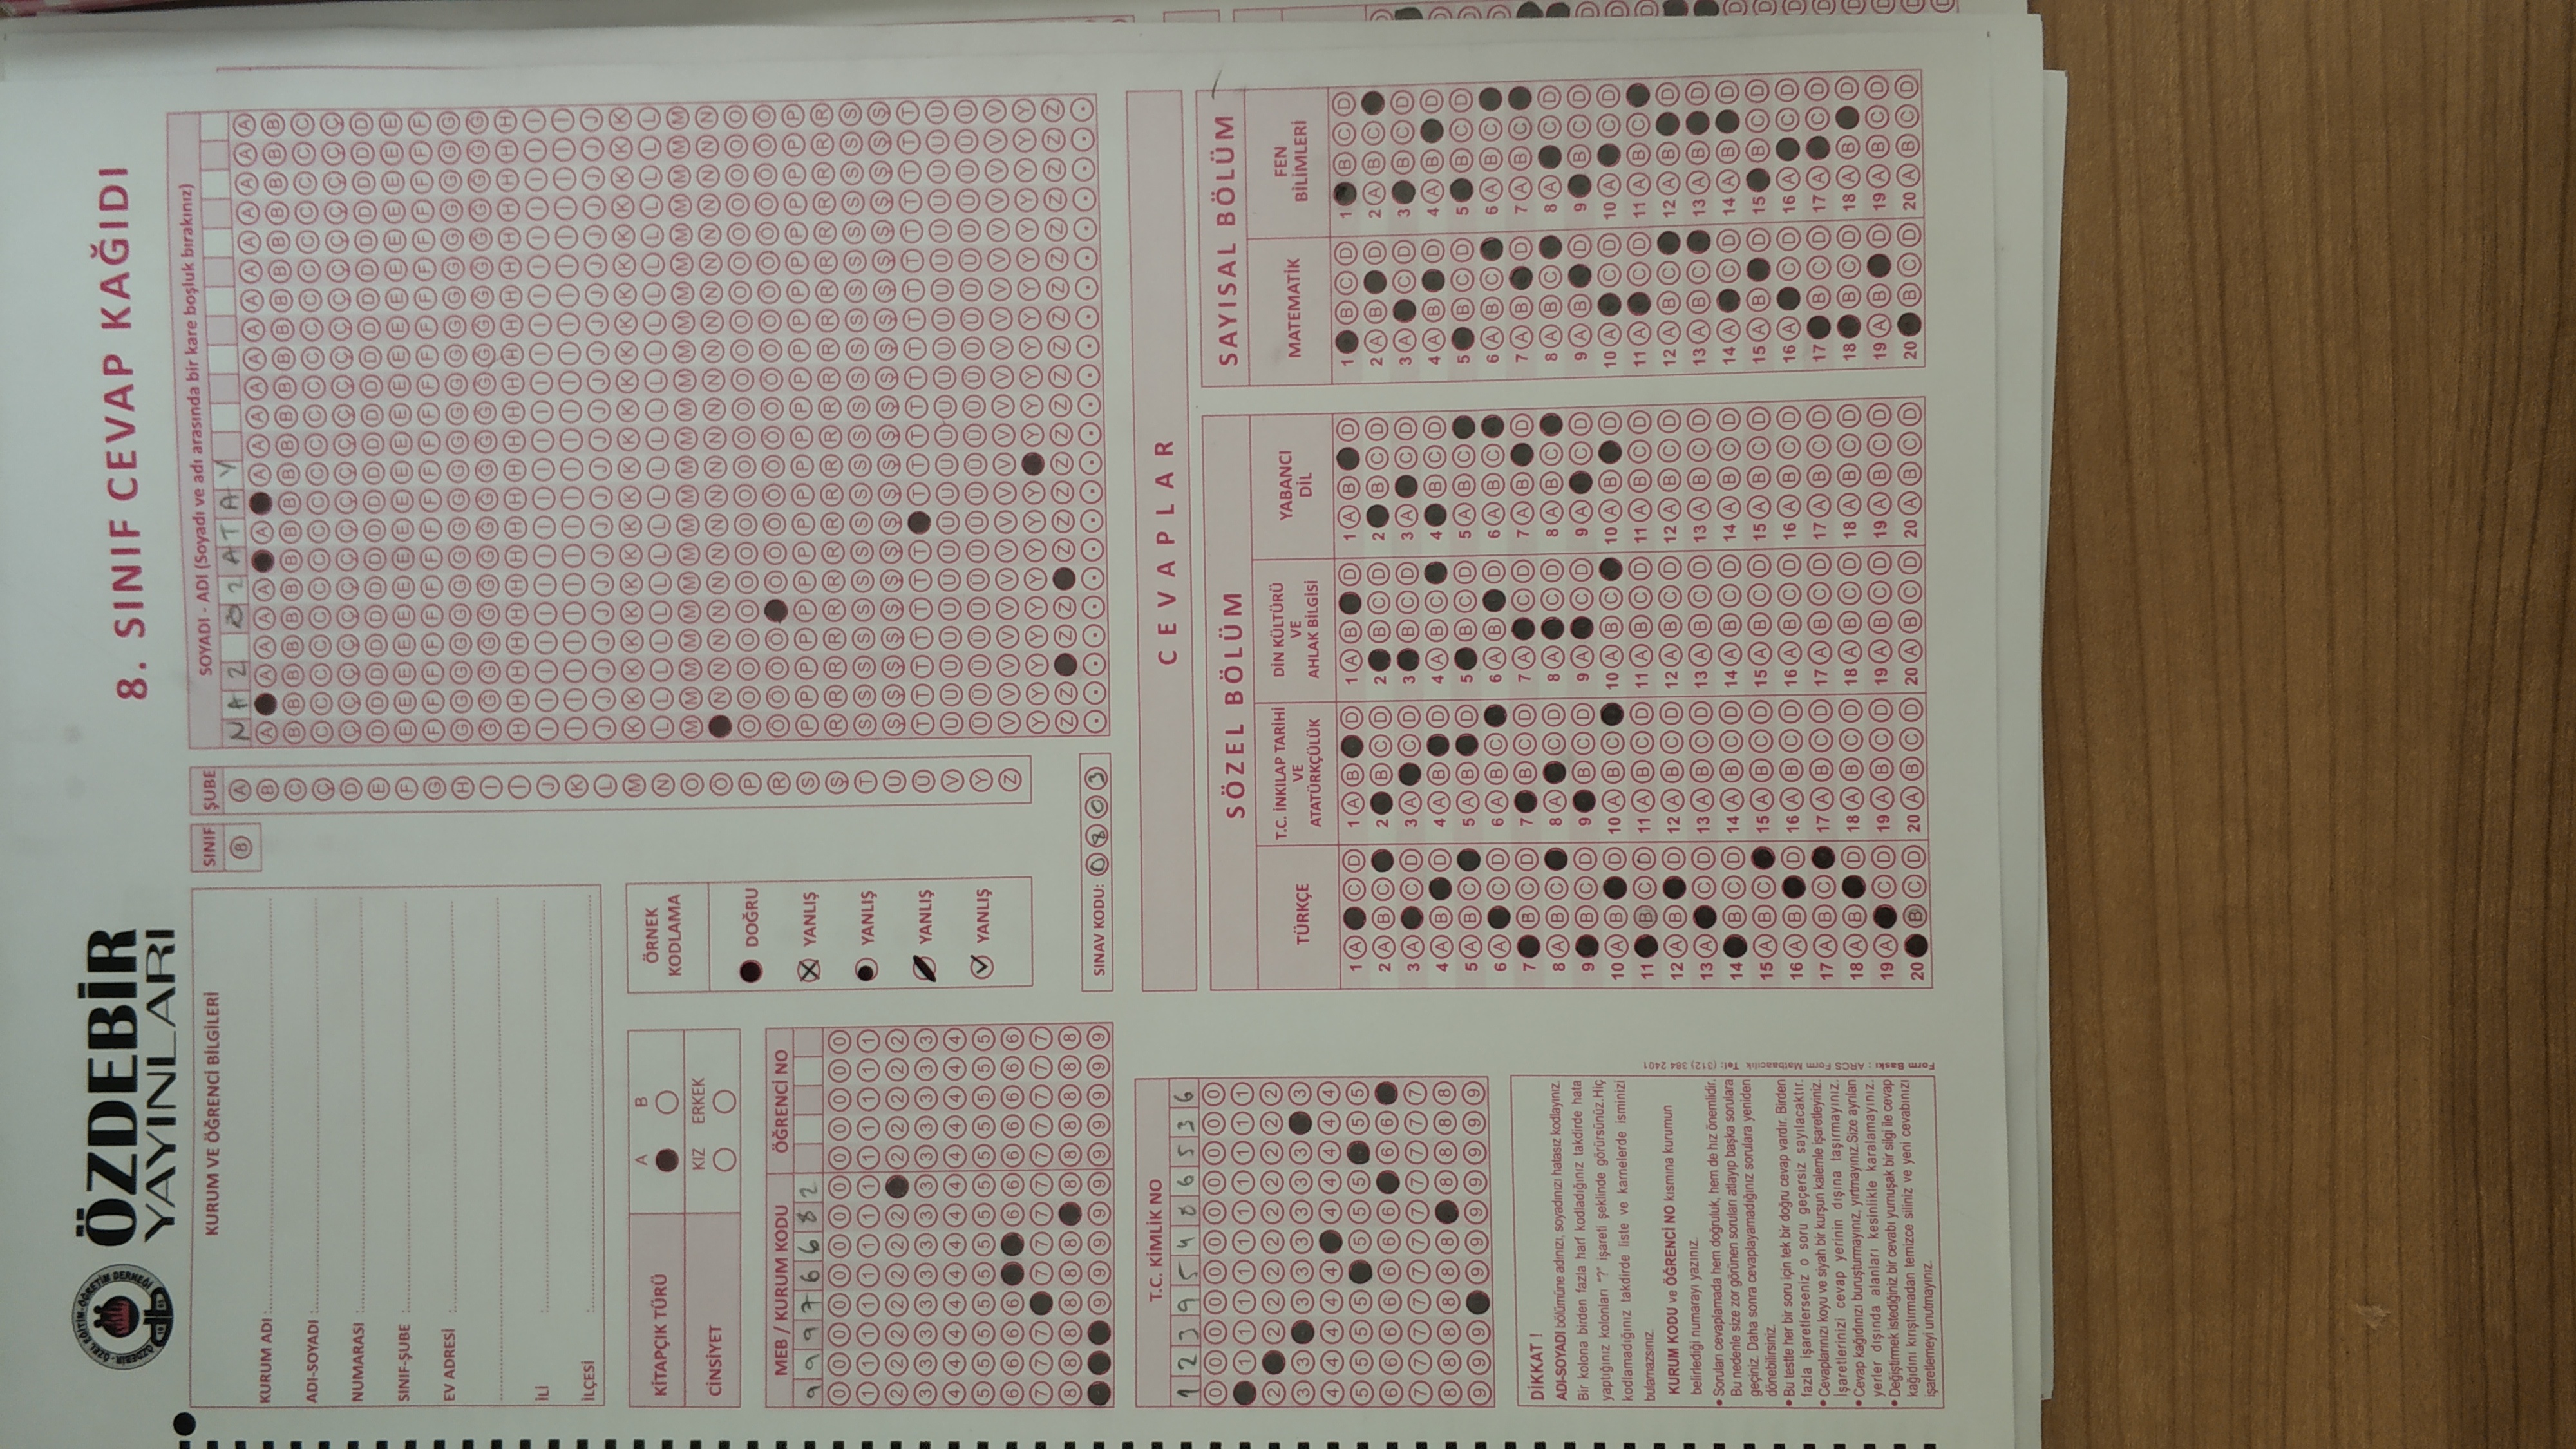 ÖZDEBİR
YAYINLARI
ÖZDEBİR ÖZEL EĞİTİM-ÖĞRETİM DERNEĞİ
8. SINIF CEVAP KAĞIDI
KURUM VE ÖĞRENCİ BİLGİLERİ
KURUM ADI :
ADI-SOYADI :
NUMARASI :
SINIF-ŞUBE :
EV ADRESİ :
İLİ :
İLÇESİ :
SINIF
8
ŞUBE
A
B
C
Ç
D
E
F
G
H
I
İ
J
K
L
M
N
O
Ö
P
R
S
Ş
T
U
Ü
V
Y
Z
SOYADI - ADI (Soyadı ve adı arasında bir kare boşluk bırakınız)
NAZ ÖZATAY
KİTAPÇIK TÜRÜ
A B
CİNSİYET
KIZ ERKEK
ÖRNEK KODLAMA
DOĞRU
YANLIŞ
YANLIŞ
YANLIŞ
YANLIŞ
MEB / KURUM KODU
99976682
ÖĞRENCİ NO
SINAV KODU: 0803
T.C. KİMLİK NO
12395486536
CEVAPLAR
SÖZEL BÖLÜM
SAYISAL BÖLÜM
TÜRKÇE
T.C. İNKILAP TARİHİ VE ATATÜRKÇÜLÜK
DİN KÜLTÜRÜ VE AHLAK BİLGİSİ
YABANCI DİL
MATEMATİK
FEN BİLİMLERİ
DİKKAT !
ADI-SOYADI bölümüne adınızı, soyadınızı hatasız kodlayınız.
Bir kolona birden fazla harf kodladığınız takdirde hata
yaptığınız kolonları "?" işareti şeklinde görürsünüz.Hiç
kodlamadığınız takdirde liste ve karnelerde isminizi
bulamazsınız.
KURUM KODU ve ÖĞRENCİ NO kısmına kurumun
belirlediği numarayı yazınız.
• Soruları cevaplamada hem doğruluk, hem de hız önemlidir.
Bu nedenle size zor görünen soruları atlayıp başka sorulara
geçiniz. Daha sonra cevaplayamadığınız sorulara yeniden
dönebilirsiniz.
• Bu testte her bir soru için tek bir doğru cevap vardır. Birden
fazla işaretlerseniz o soru geçersiz sayılacaktır.
• Cevaplarınızı koyu ve siyah bir kurşun kalemle işaretleyiniz.
İşaretlerinizi cevap yerinin dışına taşırmayınız.
• Cevap kağıdınızı buruşturmayınız, yırtmayınız.Size ayrılan
yerler dışında alanları kesinlikle karalamayınız.
• Değiştirmek istediğiniz bir cevabı yumuşak bir silgi ile cevap
kağıdını kırıştırmadan temizce siliniz ve yeni cevabınızı
işaretlemeyi unutmayınız.
Form Baskı : ARCS Form Matbaacılık Tel: (312) 384 2401